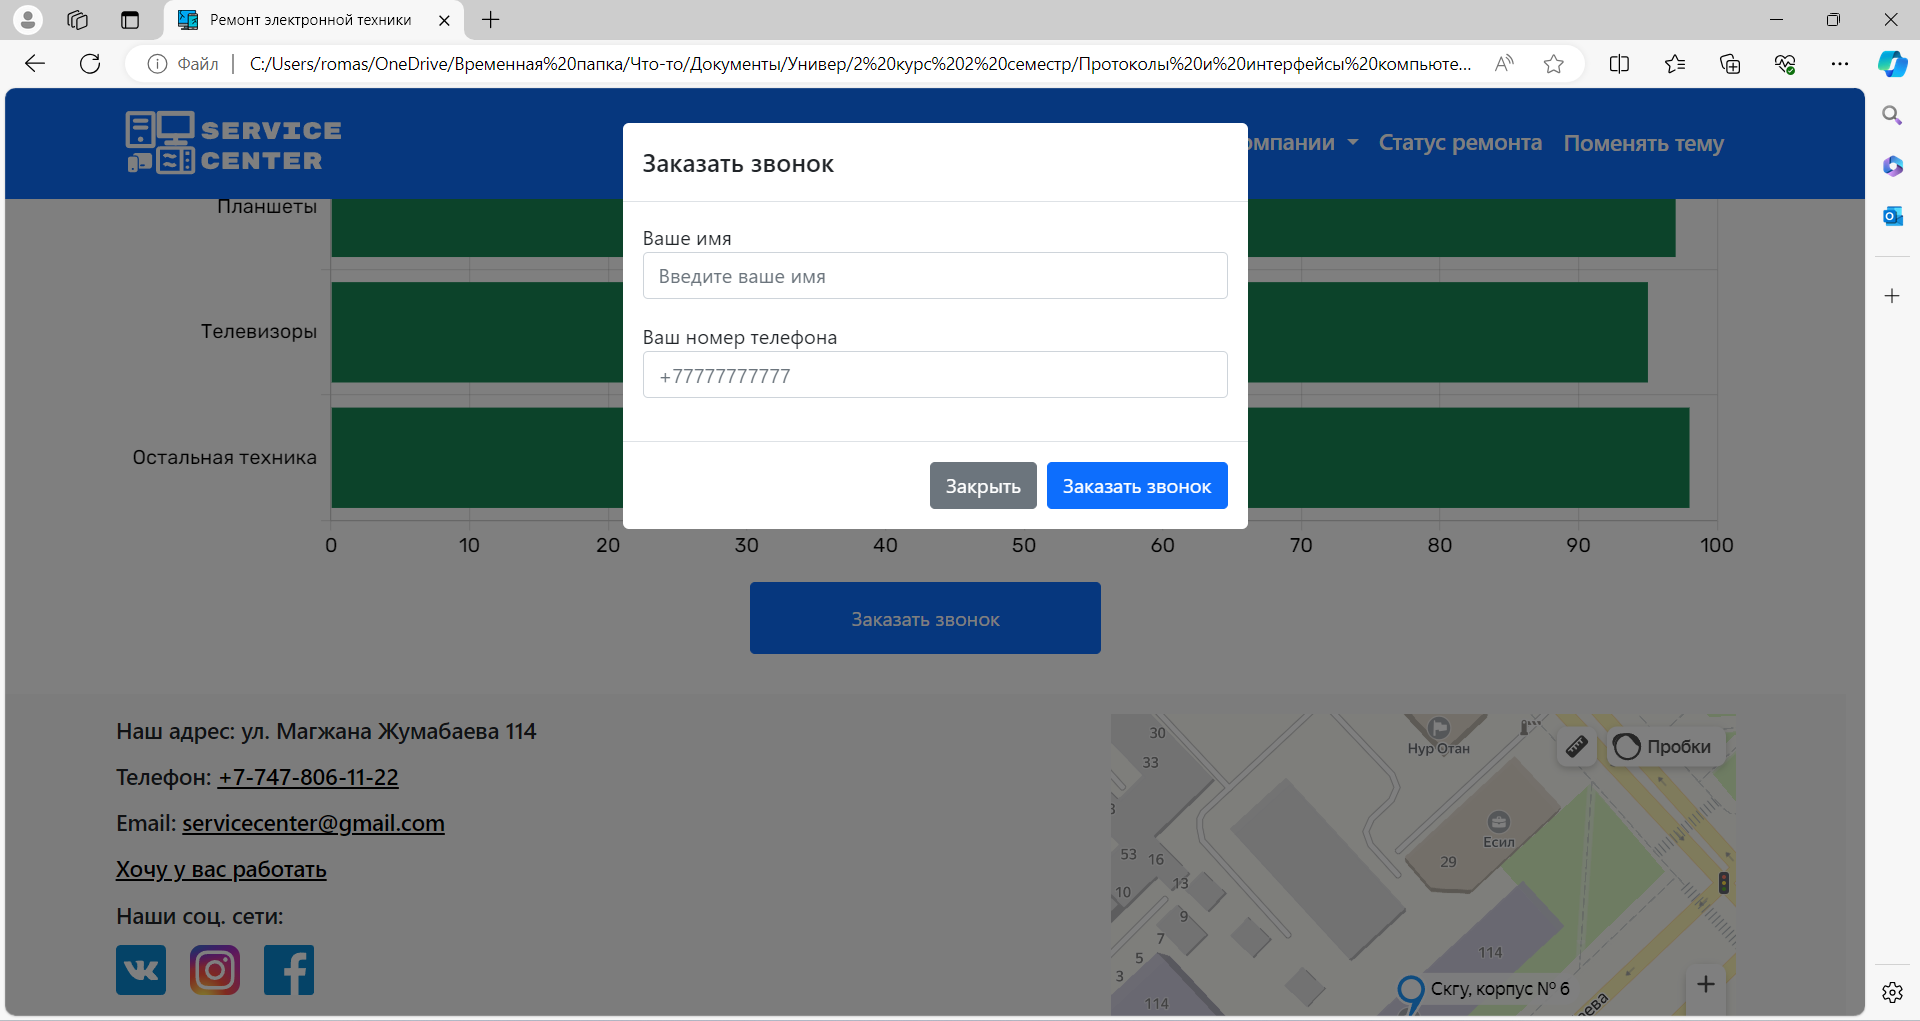 Ремонт электронной техники
Файл
C:/Users/romas/OneDrive/Временная%20папка/Что-то/Документы/Универ/2%20курс%202%20семестр/Протоколы%20и%20интерфейсы%20компьюте...
SERVICE
CENTER
омпании
Статус ремонта
Поменять тему
Заказать звонок
Ваше имя
Введите ваше имя
Ваш номер телефона
+77777777777
Закрыть
Заказать звонок
Планшеты
Телевизоры
Остальная техника
0 10 20 30 40 50 60 70 80 90 100
Заказать звонок
Наш адрес: ул. Магжана Жумабаева 114
Телефон: +7-747-806-11-22
Email: servicecenter@gmail.com
Хочу у вас работать
Наши соц. сети:
30
33
Нур Отан
Пробки
Есил
29
53
16
13
10
9
7
5
3
114
114
Скгу, корпус № 6
ева